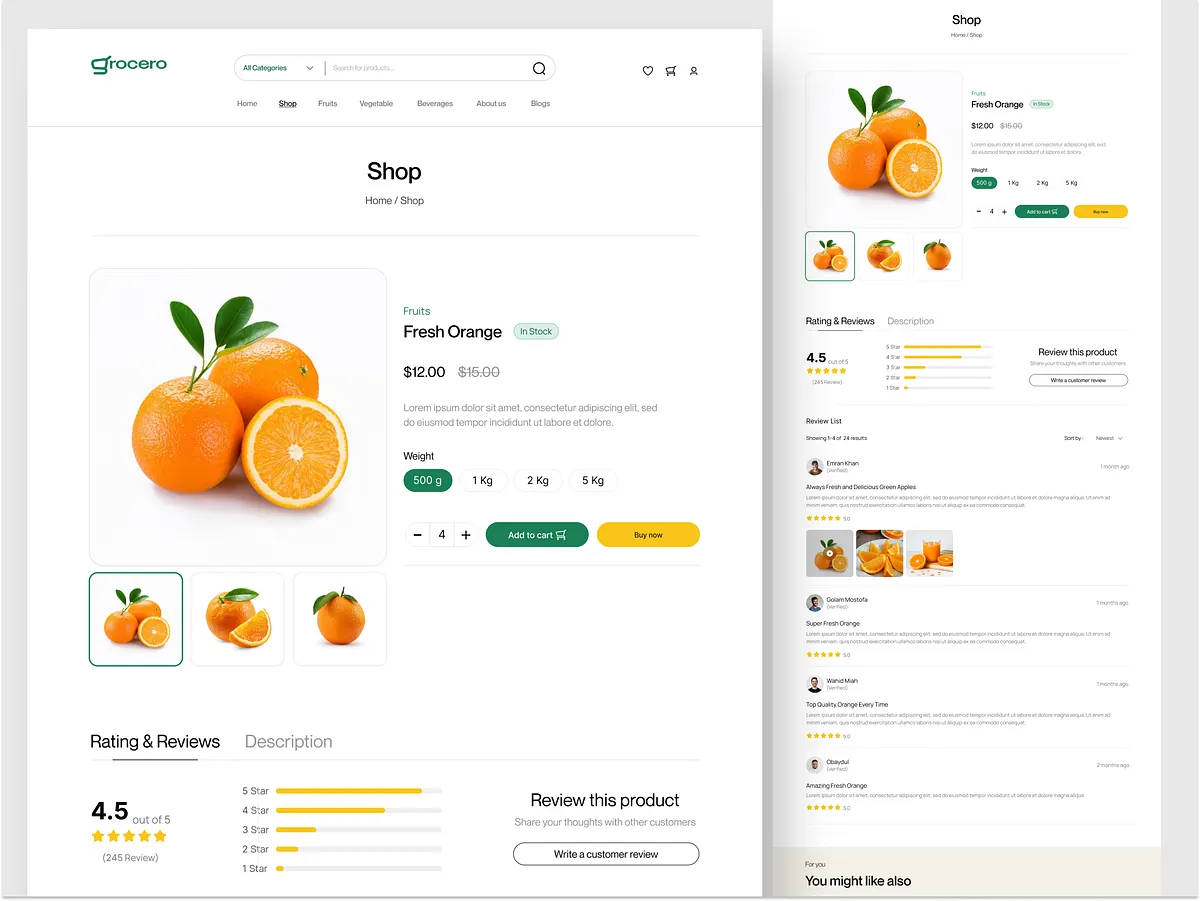 grocero
All Categories
Search for products...
Home
Shop
Fruits
Vegetable
Beverages
About us
Blogs
Shop
Home / Shop
Fruits
Fresh Orange
In Stock
$12.00 $15.00
Lorem ipsum dolor sit amet, consectetur adipiscing elit, sed
do eiusmod tempor incididunt ut labore et dolore.
Weight
500 g
1 Kg
2 Kg
5 Kg
4
Add to cart
Buy now
Rating & Reviews
Description
4.5 out of 5
(245 Review)
5 Star
4 Star
3 Star
2 Star
1 Star
Review this product
Share your thoughts with other customers
Write a customer review
Shop
Home / Shop
Fruits
Fresh Orange
In Stock
$12.00 $15.00
Lorem ipsum dolor sit amet, consectetur adipiscing elit, sed
do eiusmod tempor incididunt ut labore et dolore.
Weight
500 g
1 Kg
2 Kg
5 Kg
4
Add to cart
Buy now
Rating & Reviews
Description
4.5 out of 5
(245 Review)
5 Star
4 Star
3 Star
2 Star
1 Star
Review this product
Share your thoughts with other customers
Write a customer review
Review List
Showing 1-4 of 24 results
Sort by:
Newest
Emran Khan
(Verified)
1 month ago
Always Fresh and Delicious Green Apples
Lorem ipsum dolor sit amet, consectetur adipiscing elit, sed do eiusmod tempor incididunt ut labore et dolore magna aliqua. Ut enim ad
minim veniam, quis nostrud exercitation ullamco laboris nisi ut aliquip ex ea commodo consequat.
5.0
Golam Mostofa
(Verified)
1 months ago
Super Fresh Orange
Lorem ipsum dolor sit amet, consectetur adipiscing elit, sed do eiusmod tempor incididunt ut labore et dolore magna aliqua. Ut enim ad
minim veniam, quis nostrud exercitation ullamco laboris nisi ut aliquip ex ea commodo consequat.
5.0
Wahid Miah
(Verified)
1 months ago
Top Quality Orange Every Time
Lorem ipsum dolor sit amet, consectetur adipiscing elit, sed do eiusmod tempor incididunt ut labore et dolore magna aliqua. Ut enim ad
minim veniam, quis nostrud exercitation ullamco laboris nisi ut aliquip ex ea commodo consequat.
5.0
Obaydul
(Verified)
2 months ago
Amazing Fresh Orange
Lorem ipsum dolor sit amet, consectetur adipiscing elit, sed do eiusmod tempor incididunt ut labore et dolore magna aliqua
5.0
For you
You might like also